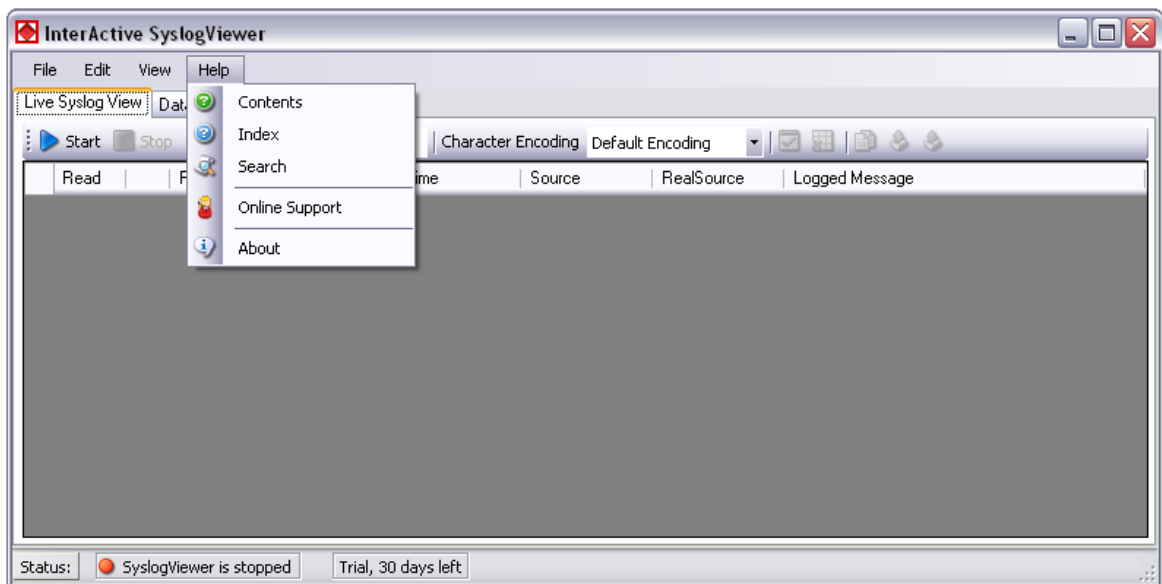 InterActive SyslogViewer
File Edit View Help
Live Syslog View
Contents
Index
Search
Online Support
About
Start Stop Character Encoding Default Encoding
Read Source RealSource Logged Message
Status: SyslogViewer is stopped Trial, 30 days left